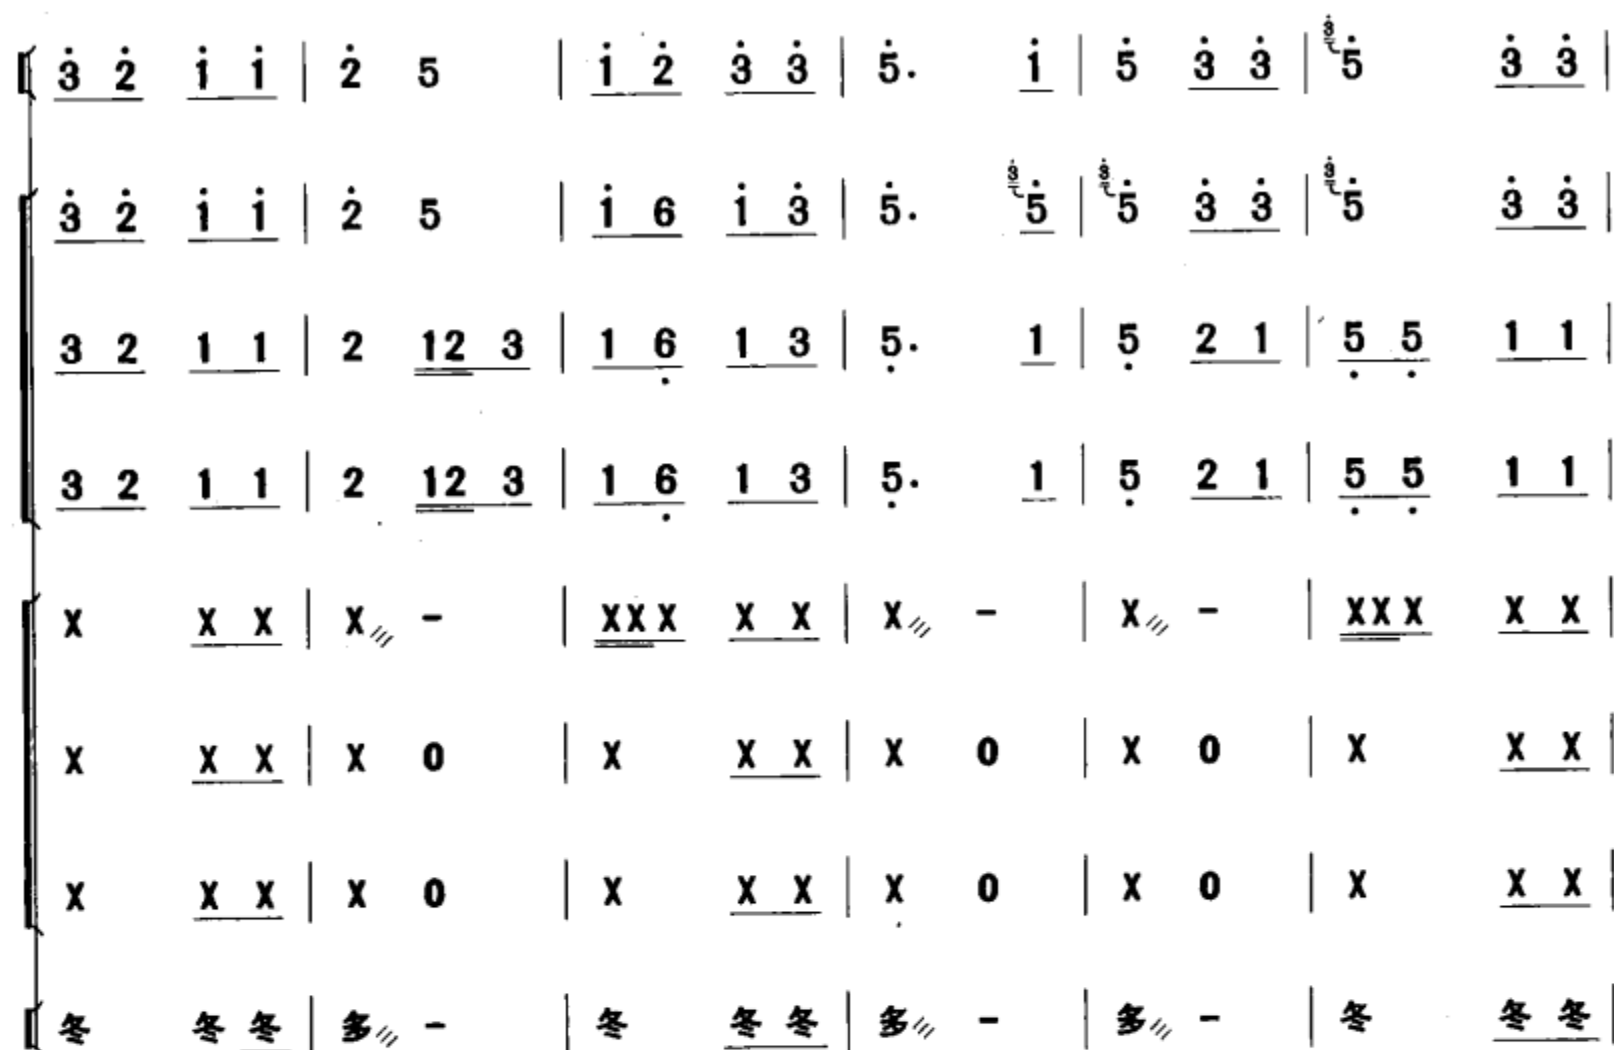 3̇ 2̇ 1̇ 1̇ | 2̇ 5 | 1̇ 2̇ 3̇ 3̇ | 5̇. 1̇ | 5̇ 3̇ 3̇ | 5̇ 3̇ 3̇ |
3̇ 2̇ 1̇ 1̇ | 2̇ 5 | 1̇ 6 1̇ 3̇ | 5̇. 5̇ | 5̇ 3̇ 3̇ | 5̇ 3̇ 3̇ |
3 2 1 1 | 2 12 3 | 1 6̣ 1 3 | 5̣. 1 | 5̣ 2 1 | 5̣ 5̣ 1 1 |
3 2 1 1 | 2 12 3 | 1 6̣ 1 3 | 5̣. 1 | 5̣ 2 1 | 5̣ 5̣ 1 1 |
X X X | X/// - | XXX X X | X/// - | X/// - | XXX X X |
X X X | X 0 | X X X | X 0 | X 0 | X X X |
X X X | X 0 | X X X | X 0 | X 0 | X X X |
冬 冬 冬 | 多/// - | 冬 冬 冬 | 多/// - | 多/// - | 冬 冬 冬 |